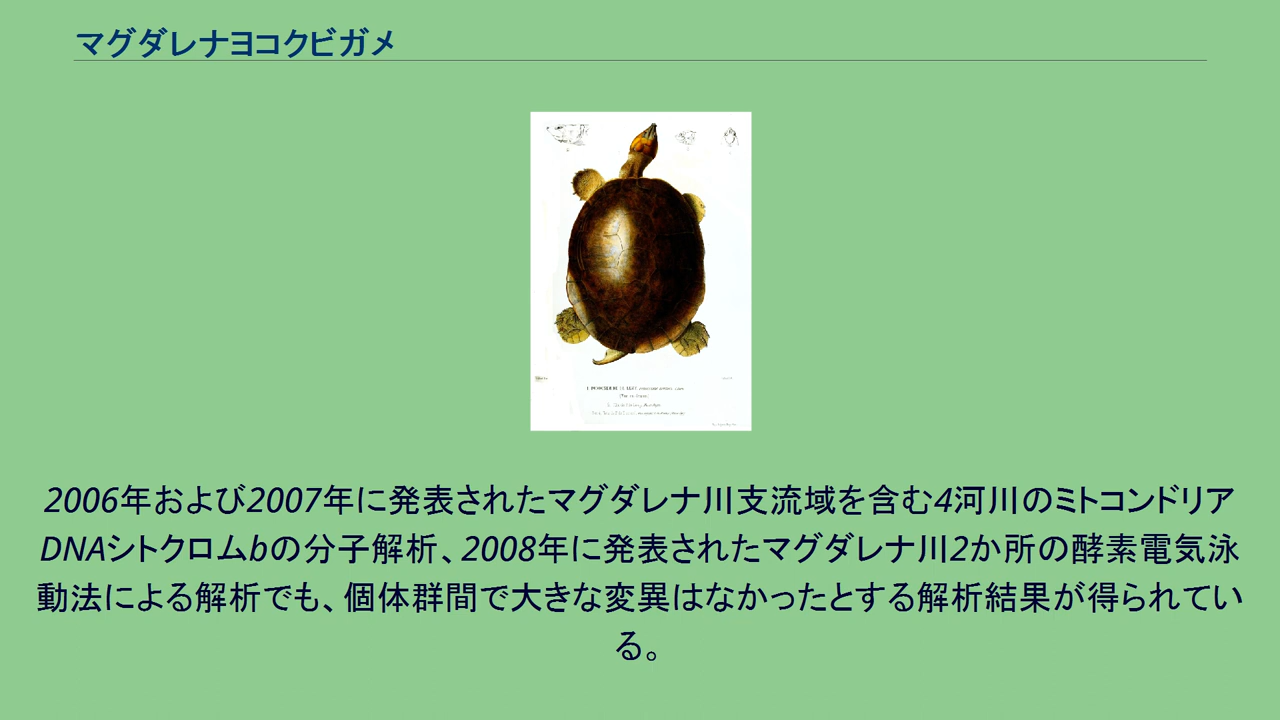 マグダレナヨコクビガメ
2006年および2007年に発表されたマグダレナ川支流域を含む4河川のミトコンドリア
DNAシトクロムbの分子解析、2008年に発表されたマグダレナ川2か所の酵素電気泳
動法による解析でも、個体群間で大きな変異はなかったとする解析結果が得られてい
る。